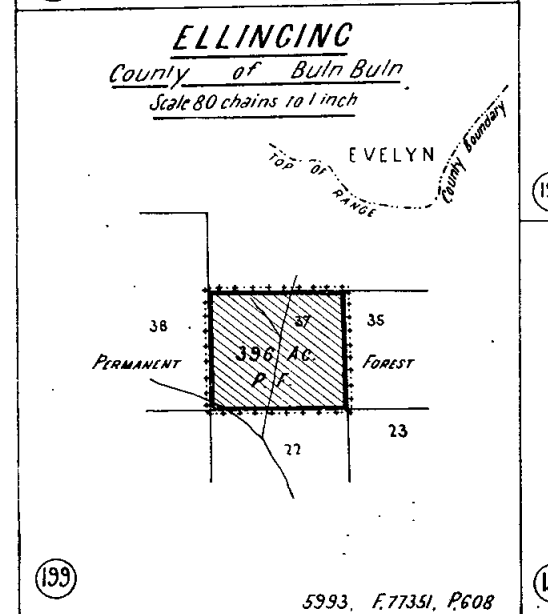 ELLINGING
County of Buln Buln
Scale 80 chains to 1 inch
EVELYN
TOP OF RANGE
County Boundary
38
37
35
396 Ac.
PERMANENT
FOREST
P. F.
22
23
199
5993, F.77351, P.608